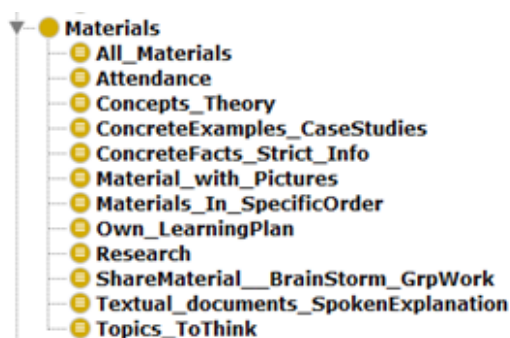 Materials
All_Materials
Attendance
Concepts_Theory
ConcreteExamples_CaseStudies
ConcreteFacts_Strict_Info
Material_with_Pictures
Materials_In_SpecificOrder
Own_LearningPlan
Research
ShareMaterial__BrainStorm_GrpWork
Textual_documents_SpokenExplanation
Topics_ToThink